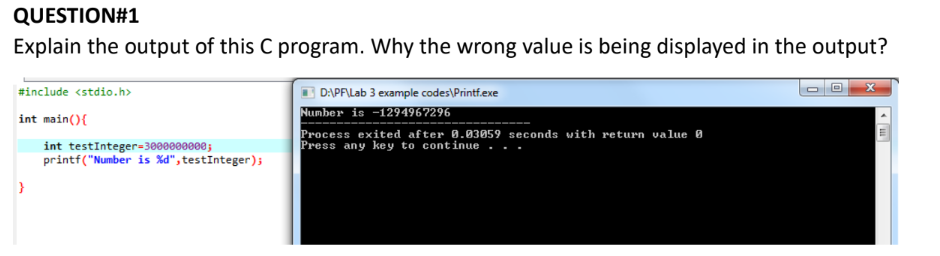 QUESTION#1
Explain the output of this C program. Why the wrong value is being displayed in the output?
#include <stdio.h>
int main(){
int testInteger=3000000000;
printf("Number is %d",testInteger);
}
D:\PF\Lab 3 example codes\Printf.exe
Number is -1294967296
--------------------------------
Process exited after 0.03059 seconds with return value 0
Press any key to continue . . .